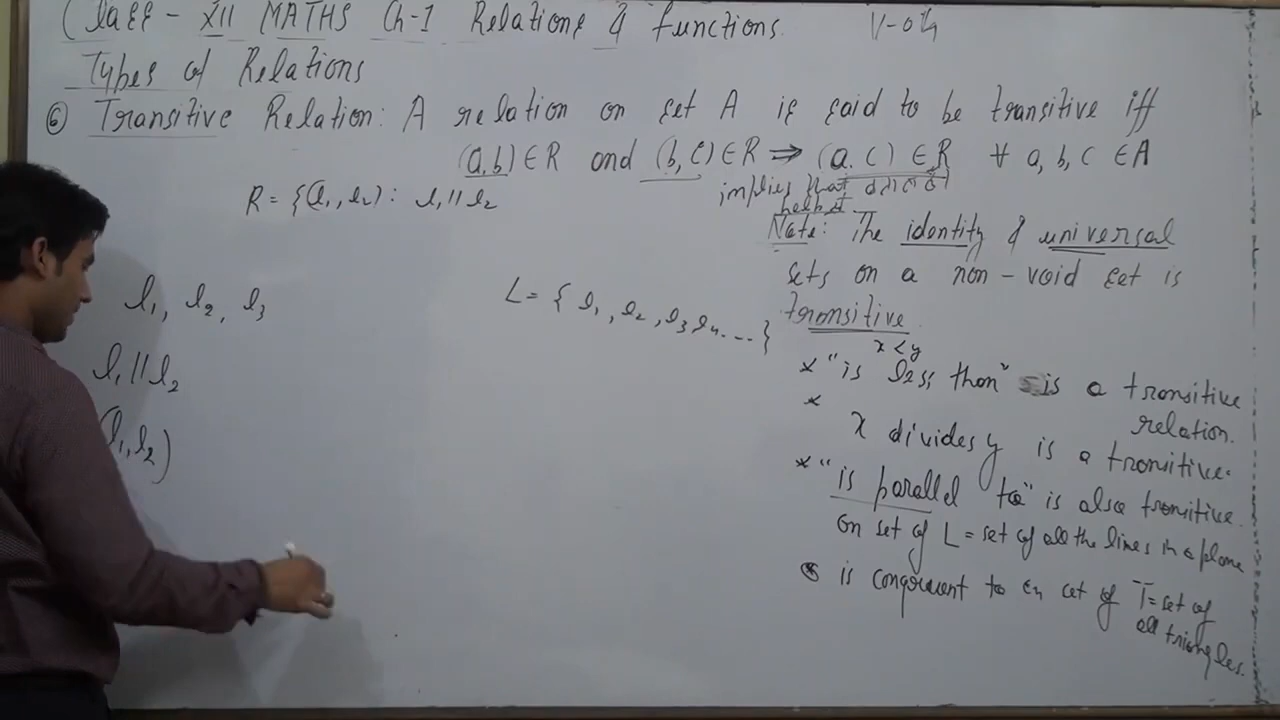 Class - XII MATHS Ch-1 Relations & functions. V-04
Types of Relations
⑥ Transitive Relation: A relation on set A is said to be transitive iff
(a,b) ∈ R and (b,c) ∈ R ⇒ (a,c) ∈ R ∀ a, b, c ∈ A
implies that
R = {(l₁, l₂): l₁ // l₂
Note: The identity & universal
sets on a non-void set is
transitive
l₁, l₂, l₃
L = { l₁, l₂, l₃ l₄ ... }
x < y
* "is less than" is a transitive
relation.
l₁ // l₂
* x divides y is a transitive.
(l₁, l₂)
* "is parallel to" is also transitive.
on set of L = set of all the lines in a plane
is congruent to on set of T = set of
all triangles.